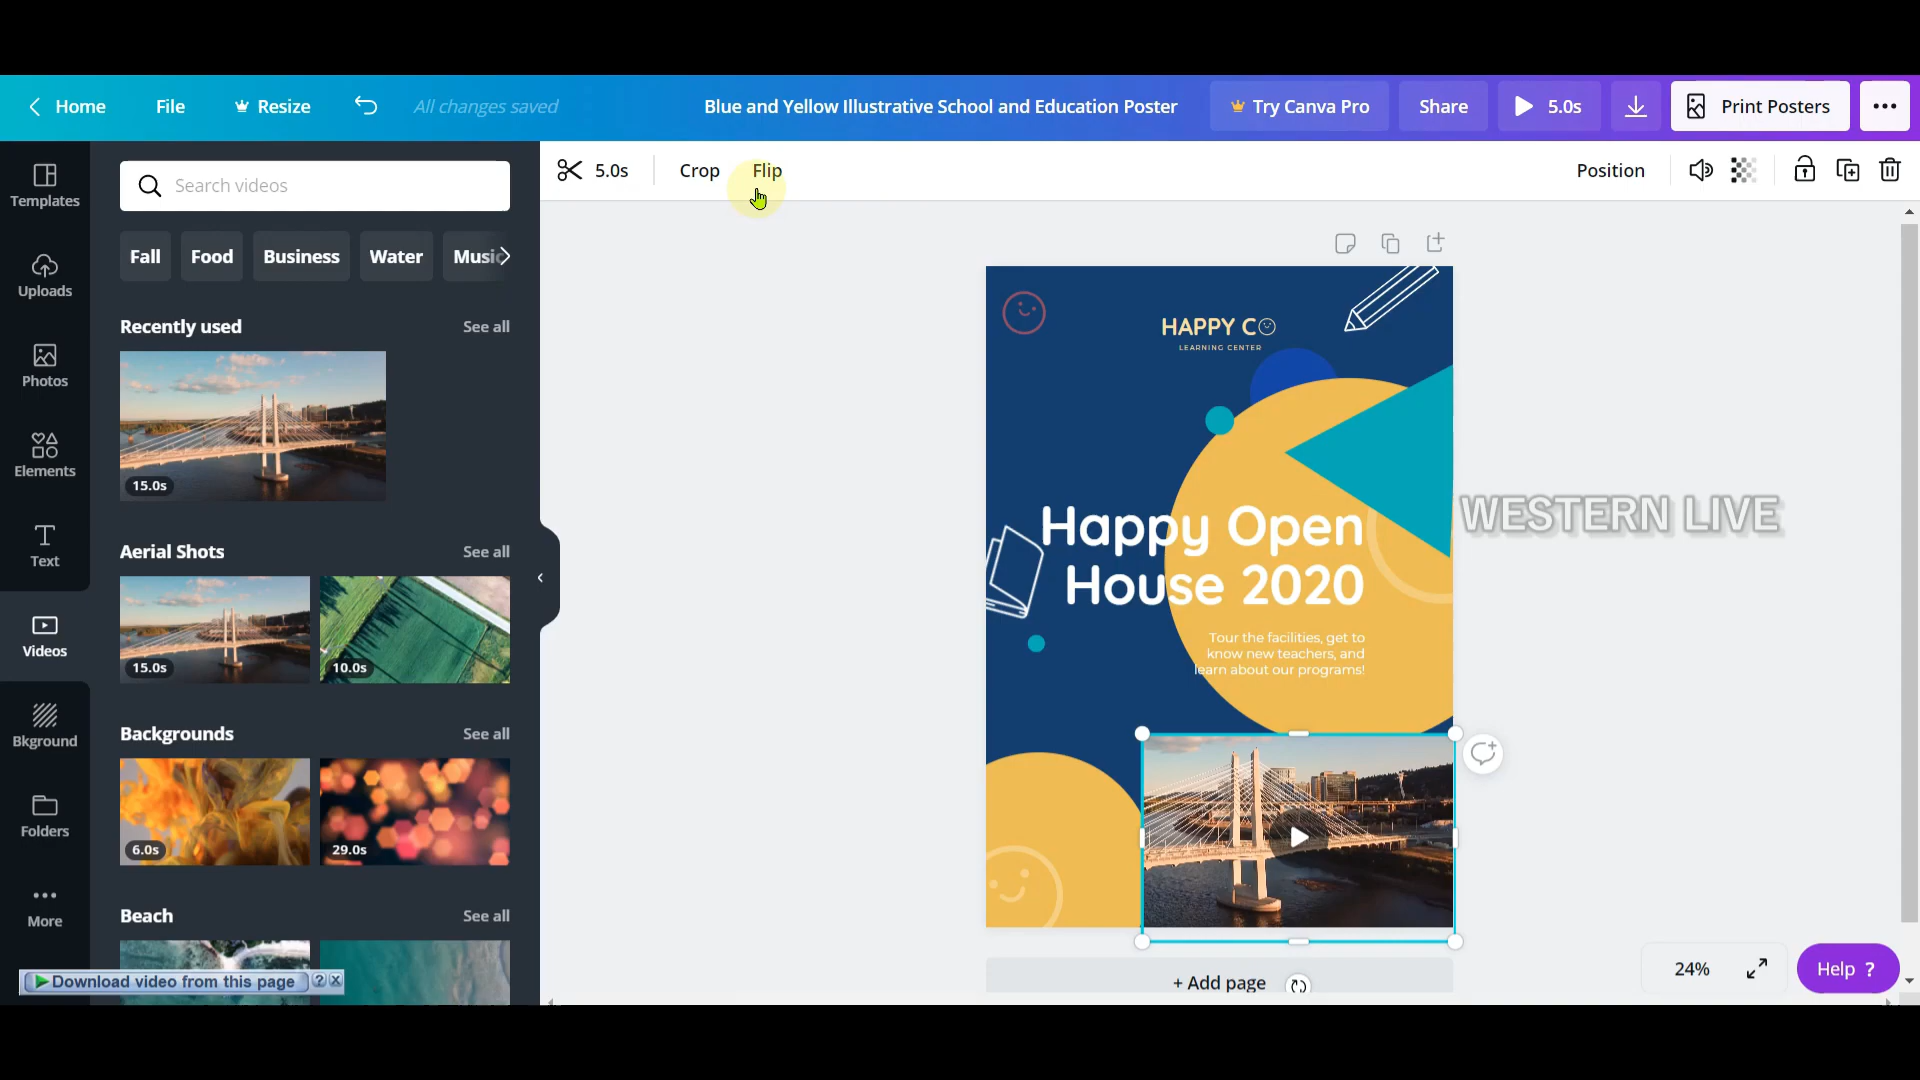 Home
File
Resize
All changes saved
Blue and Yellow Illustrative School and Education Poster
Try Canva Pro
Share
5.0s
Print Posters
Templates
Uploads
Photos
Elements
Text
Videos
Bkground
Folders
More
Search videos
Fall
Food
Business
Water
Music
Recently used
See all
15.0s
Aerial Shots
See all
15.0s
10.0s
Backgrounds
See all
6.0s
29.0s
Beach
See all
Download video from this page
?
5.0s
Crop
Flip
Position
HAPPY CO
LEARNING CENTER
Happy Open
House 2020
Tour the facilities, get to
know new teachers, and
learn about our programs!
WESTERN LIVE
+ Add page
24%
Help ?